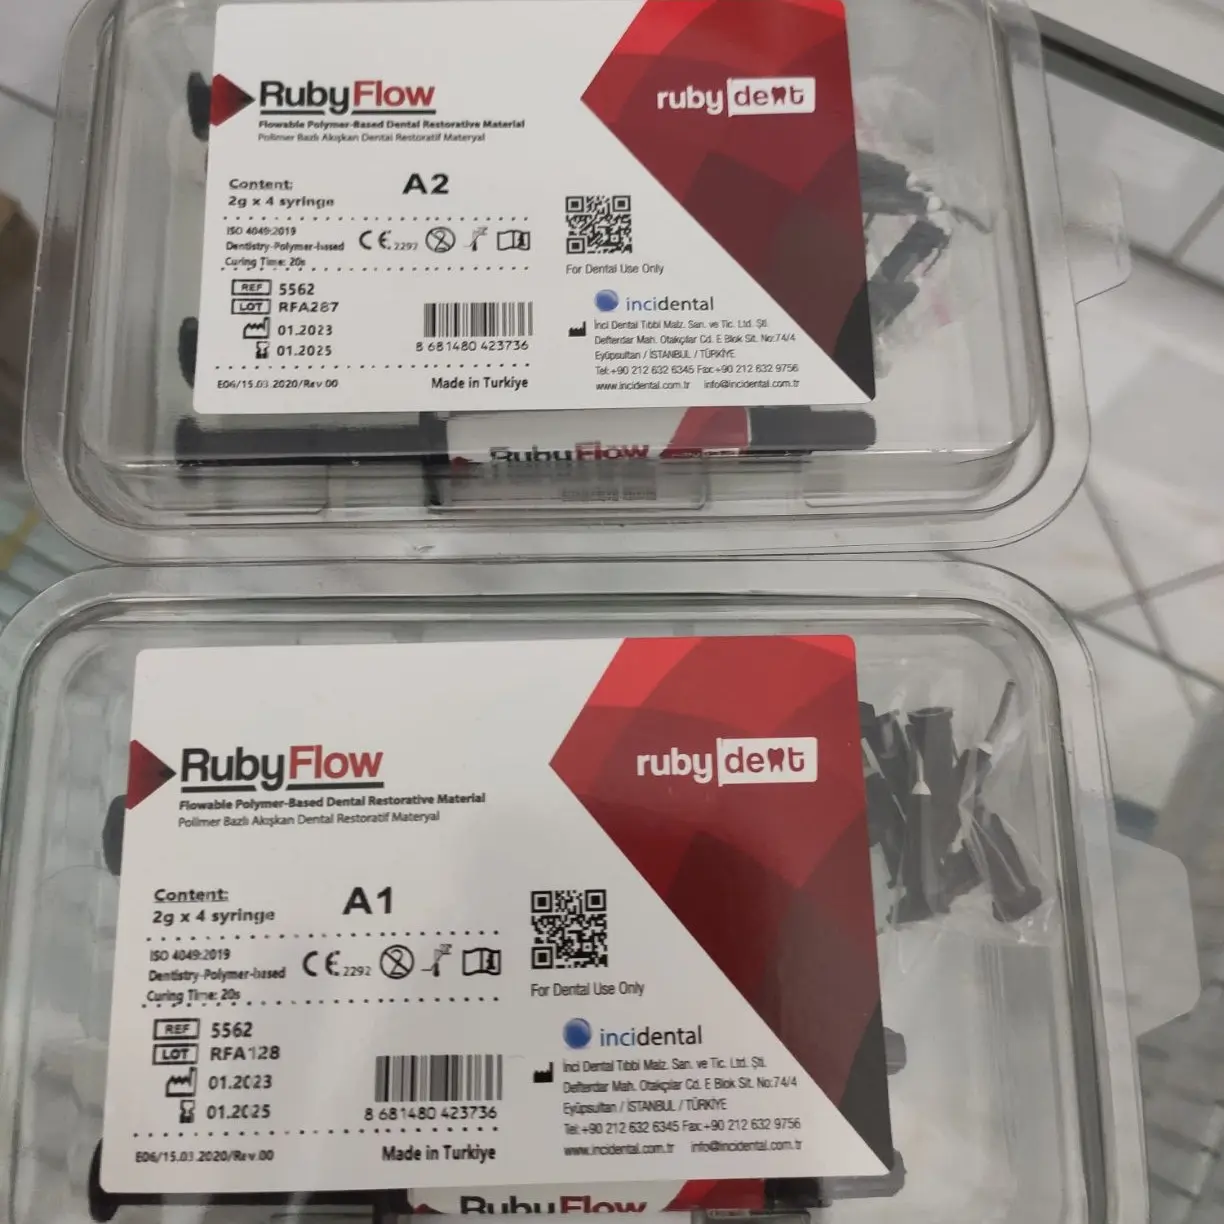 RubyFlow
Flowable Polymer-Based Dental Restorative Material
Polimer Bazlı Akışkan Dental Restoratif Materyal
ruby dent
Content:
2g x 4 syringe
A2
ISO 4049:2019
Dentistry-Polymer-based
Curing Time: 20s
CE 2292
For Dental Use Only
REF 5562
LOT RFA287
01.2023
01.2025
8 681480 423736
E06/15.03.2020/Rev.00
Made in Turkiye
incidental
İnci Dental Tıbbi Malz. San. ve Tic. Ltd. Şti.
Defterdar Mah. Otakçılar Cd. E Blok Sit. No:74/4
Eyüpsultan / İSTANBUL / TÜRKİYE
Tel:+90 212 632 6345 Fax:+90 212 632 9756
www.incidental.com.tr info@incidental.com.tr
RubyFlow
RubyFlow
Flowable Polymer-Based Dental Restorative Material
Polimer Bazlı Akışkan Dental Restoratif Materyal
ruby dent
Content:
2g x 4 syringe
A1
ISO 4049:2019
Dentistry-Polymer-based
Curing Time: 20s
CE 2292
For Dental Use Only
REF 5562
LOT RFA128
01.2023
01.2025
8 681480 423736
E06/15.03.2020/Rev.00
Made in Turkiye
incidental
İnci Dental Tıbbi Malz. San. ve Tic. Ltd. Şti.
Defterdar Mah. Otakçılar Cd. E Blok Sit. No:74/4
Eyüpsultan / İSTANBUL / TÜRKİYE
Tel:+90 212 632 6345 Fax:+90 212 632 9756
www.incidental.com.tr info@incidental.com.tr
RubyFlow